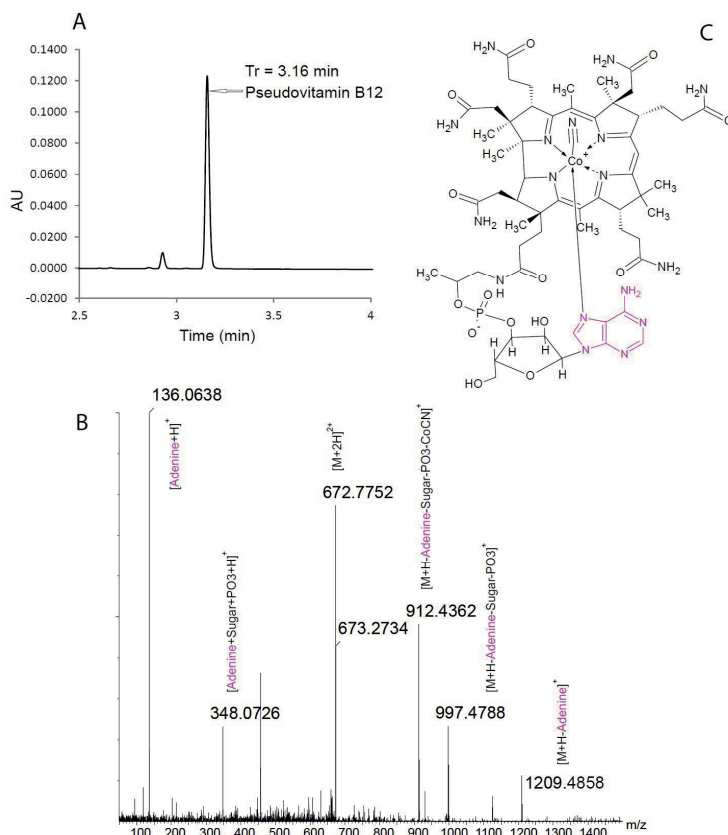 A
Tr = 3.16 min
Pseudovitamin B12
0.1400
0.1200
0.1000
0.0800
0.0600
0.0400
0.0200
0.0000
-0.0200
AU
2.5 3 3.5 4
Time (min)
C
H₂N O
O H₂N O
H₂N
NH₂
O
O
H₂N
CH₃
CH₃
H₃C
H₃C
N
N N
Co⁺
N N
CH₃
CH₃
O
NH₂
CH₃ CH₃
O
NH₂
H₃C
N
H
O
O
O
P
O
O⁻
HO
H H
H H
HO
O
NH₂
N
N
N
N
B
136.0638
[Adenine+H]⁺
348.0726
[Adenine+Sugar+PO3+H]⁺
[M+2H]²⁺
672.7752
673.2734
[M+H-Adenine-Sugar-PO3-CoCN]⁺
912.4362
[M+H-Adenine-Sugar-PO3]⁺
997.4788
[M+H-Adenine]⁺
1209.4858
100 200 300 400 500 600 700 800 900 1000 1100 1200 1300 1400 m/z